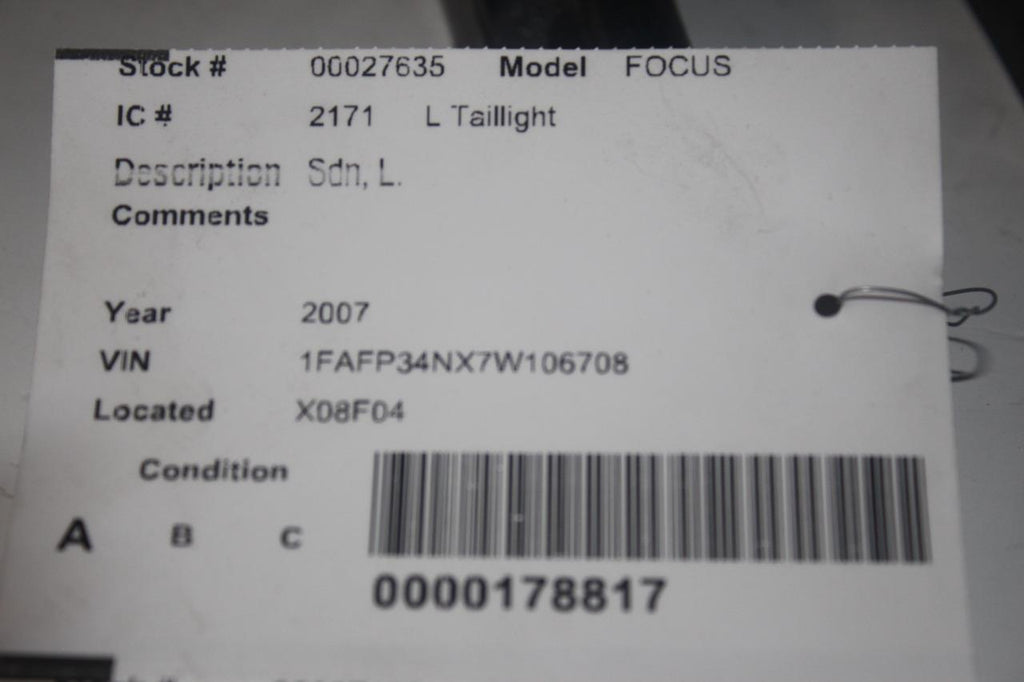 Stock # 00027635 Model FOCUS
IC # 2171 L Taillight
Description Sdn, L.
Comments
Year 2007
VIN 1FAFP34NX7W106708
Located X08F04
Condition
A B C
0000178817